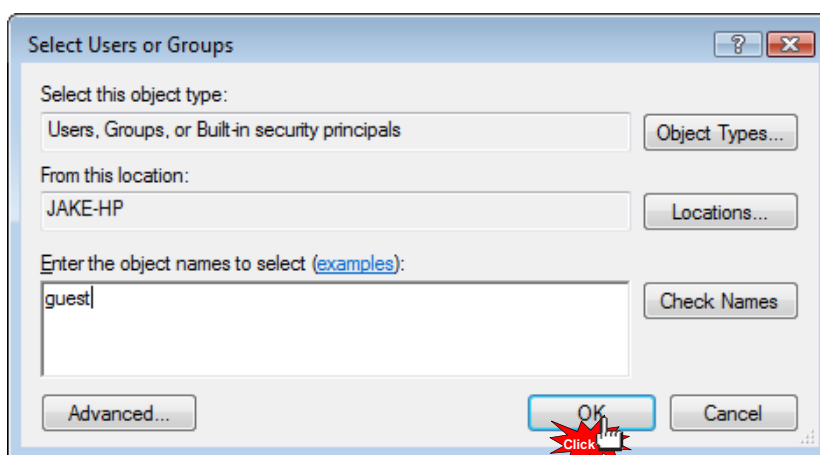 Select Users or Groups
Select this object type:
Users, Groups, or Built-in security principals
Object Types...
From this location:
JAKE-HP
Locations...
Enter the object names to select (examples):
guest
Check Names
Advanced...
OK
Cancel
Click